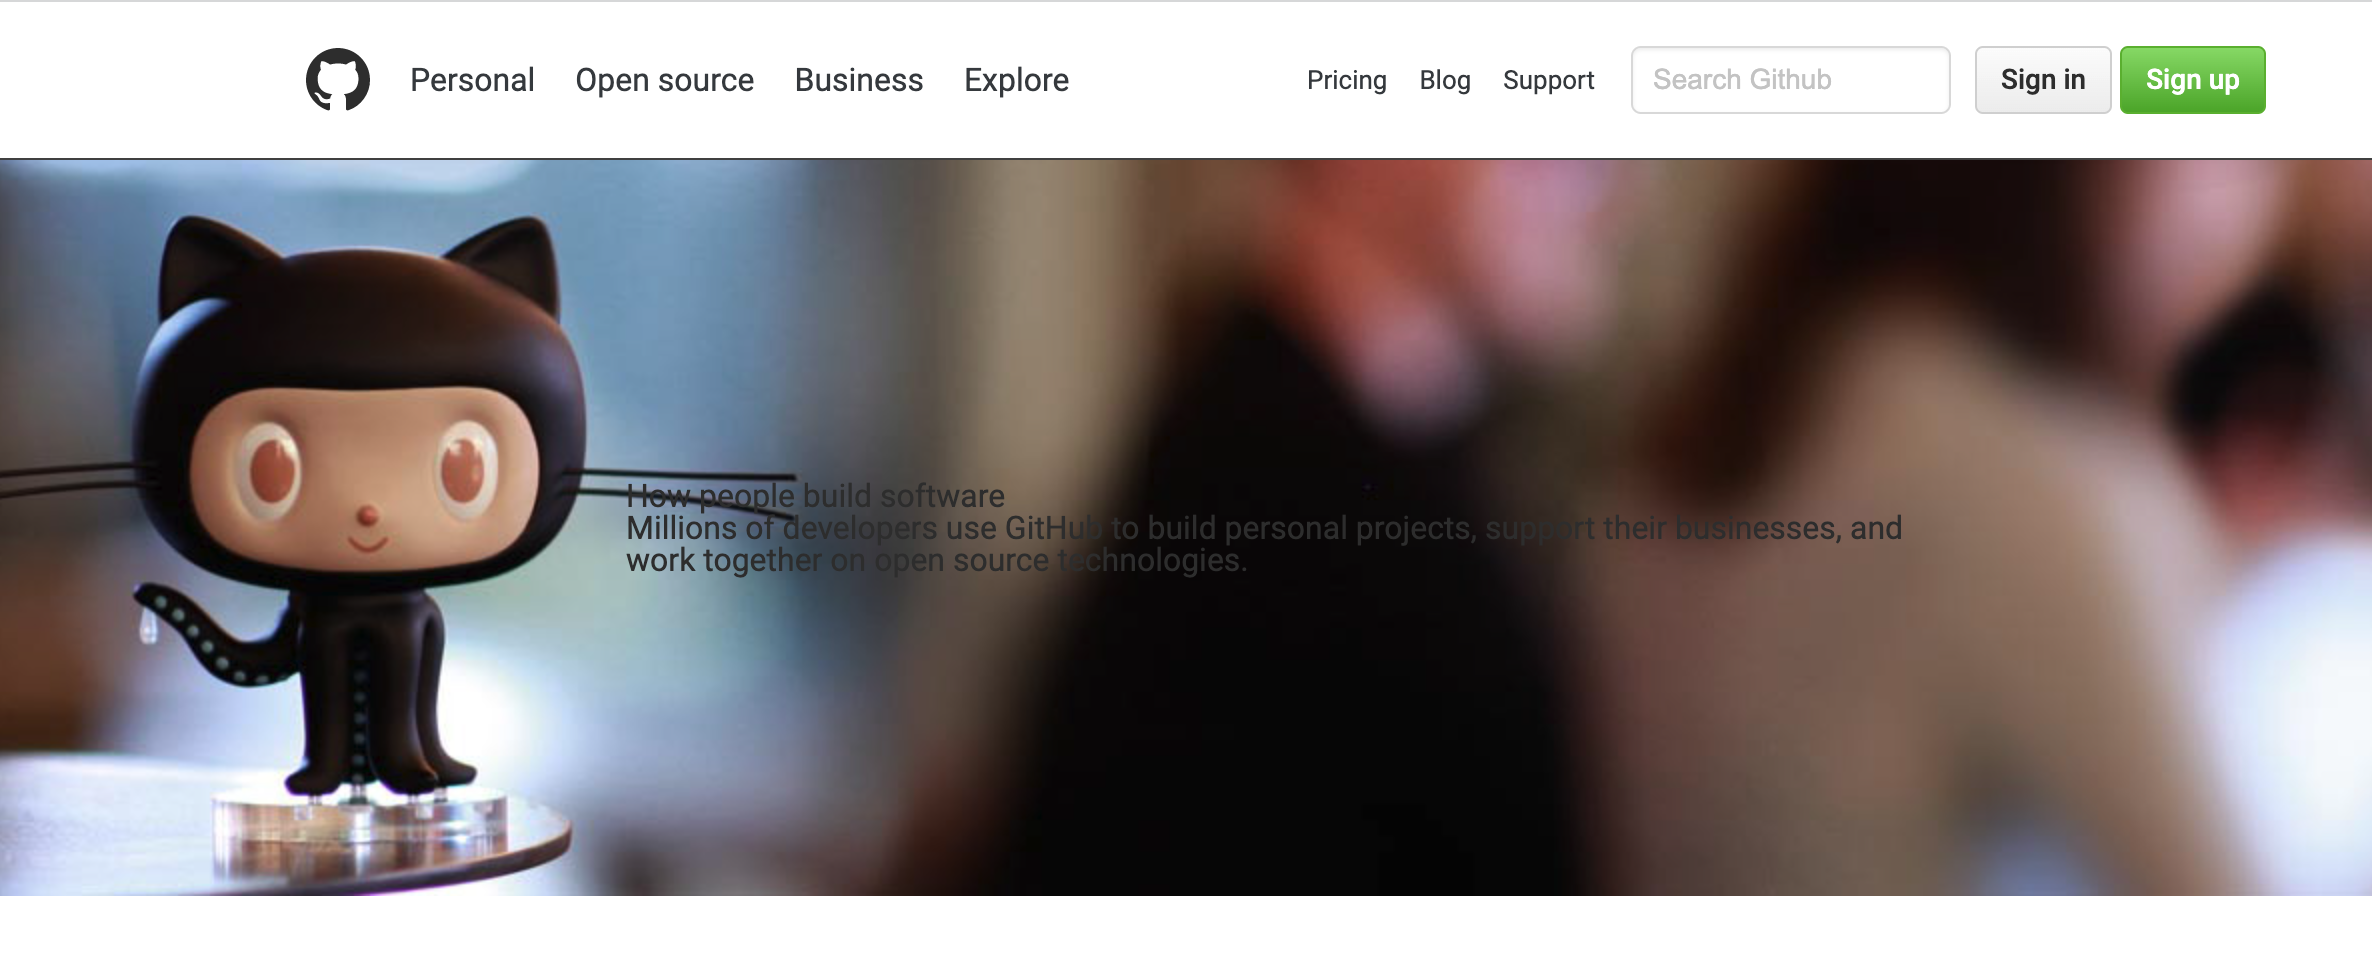 Personal Open source Business Explore Pricing Blog Support Search Github Sign in Sign up
How people build software
Millions of developers use GitHub to build personal projects, support their businesses, and
work together on open source technologies.